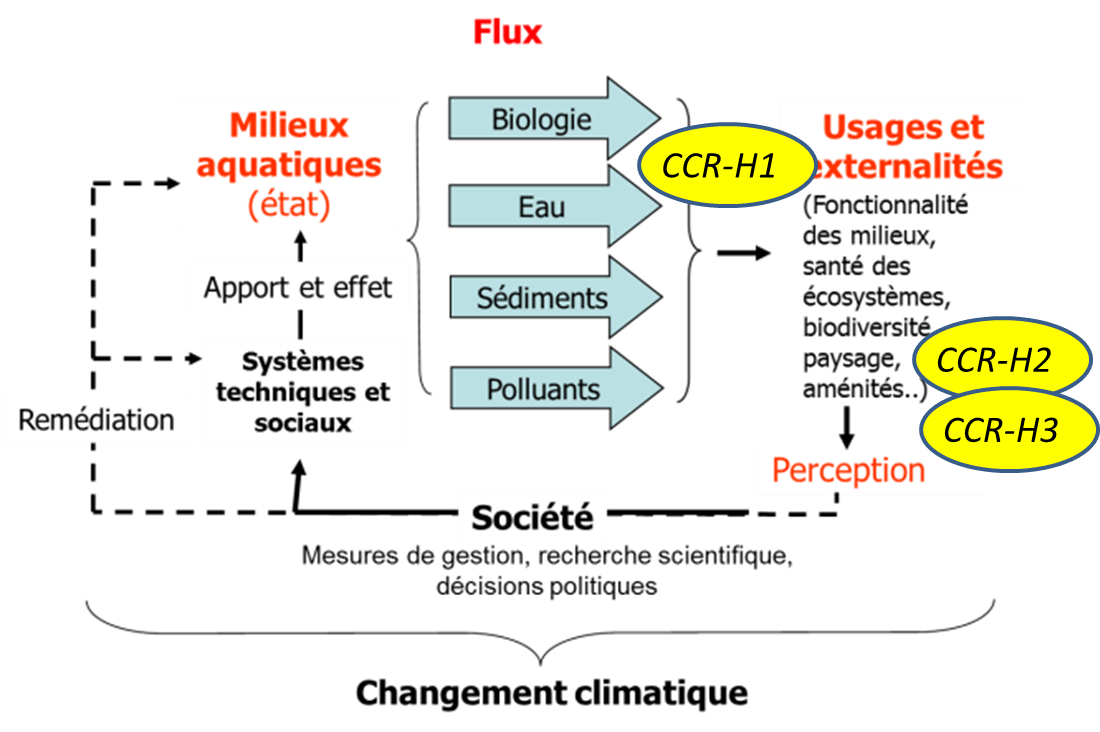 Flux
Milieux
aquatiques
(état)
Apport et effet
Systèmes
techniques et
sociaux
Remédiation
Biologie
Eau
Sédiments
Polluants
CCR-H1
Usages et
externalités
(Fonctionnalité
des milieux,
santé des
écosystèmes,
biodiversité
paysage,
aménités..)
CCR-H2
CCR-H3
Perception
Société
Mesures de gestion, recherche scientifique,
décisions politiques
Changement climatique